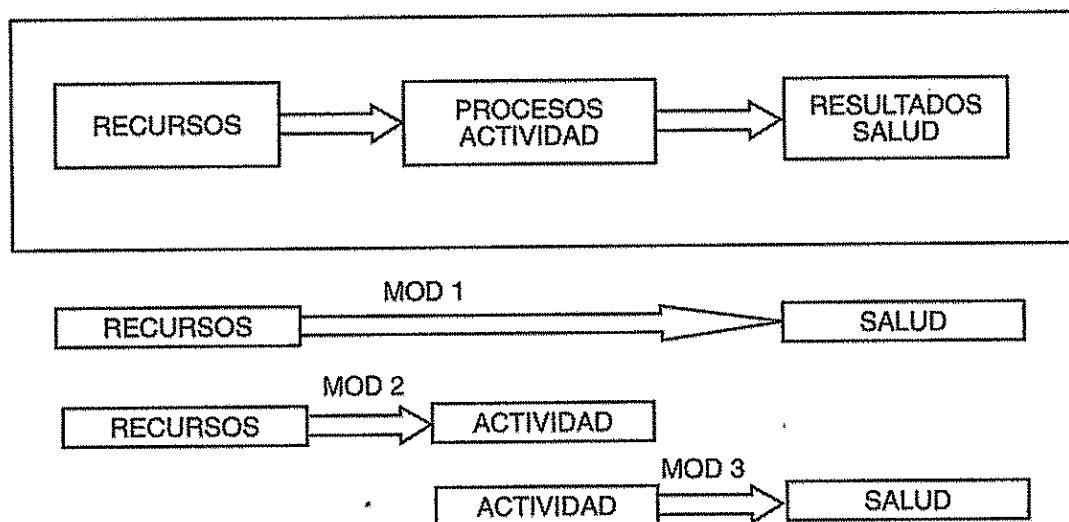 RECURSOS
PROCESOS
ACTIVIDAD
RESULTADOS
SALUD
MOD 1
RECURSOS
SALUD
MOD 2
RECURSOS
ACTIVIDAD
MOD 3
ACTIVIDAD
SALUD